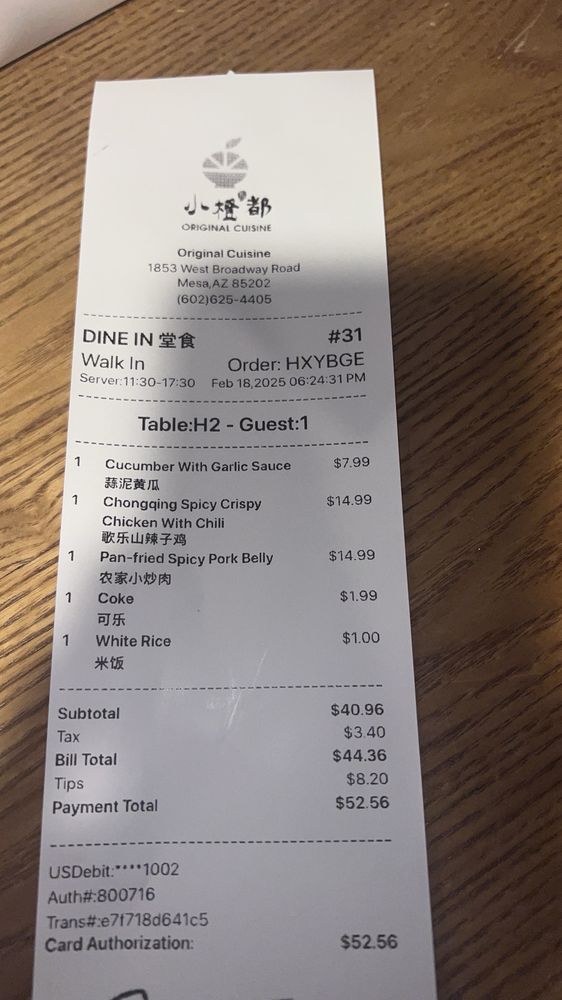 小橙都
ORIGINAL CUISINE
Original Cuisine
1853 West Broadway Road
Mesa,AZ 85202
(602)625-4405
DINE IN 堂食 #31
Walk In Order: HXYBGE
Server:11:30-17:30 Feb 18,2025 06:24:31 PM
Table:H2 - Guest:1
1 Cucumber With Garlic Sauce $7.99
蒜泥黄瓜
1 Chongqing Spicy Crispy $14.99
Chicken With Chili
歌乐山辣子鸡
1 Pan-fried Spicy Pork Belly $14.99
农家小炒肉
1 Coke $1.99
可乐
1 White Rice $1.00
米饭
Subtotal $40.96
Tax $3.40
Bill Total $44.36
Tips $8.20
Payment Total $52.56
USDebit:****1002
Auth#:800716
Trans#:e7f718d641c5
Card Authorization: $52.56